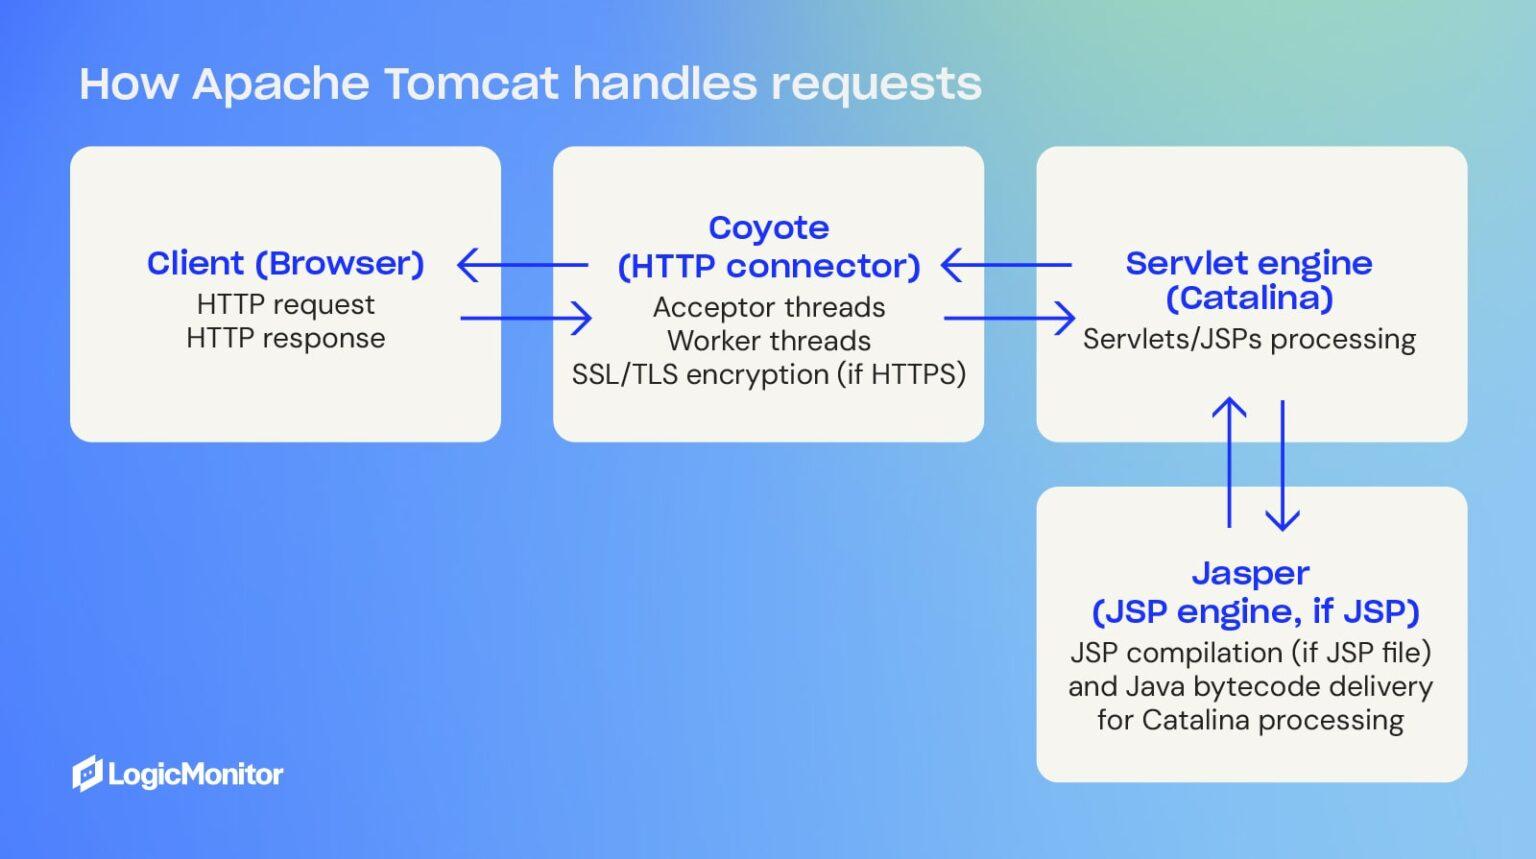 How Apache Tomcat handles requests
Client (Browser)
HTTP request
HTTP response
Coyote
(HTTP connector)
Acceptor threads
Worker threads
SSL/TLS encryption (if HTTPS)
Servlet engine
(Catalina)
Servlets/JSPs processing
Jasper
(JSP engine, if JSP)
JSP compilation (if JSP file)
and Java bytecode delivery
for Catalina processing
LogicMonitor